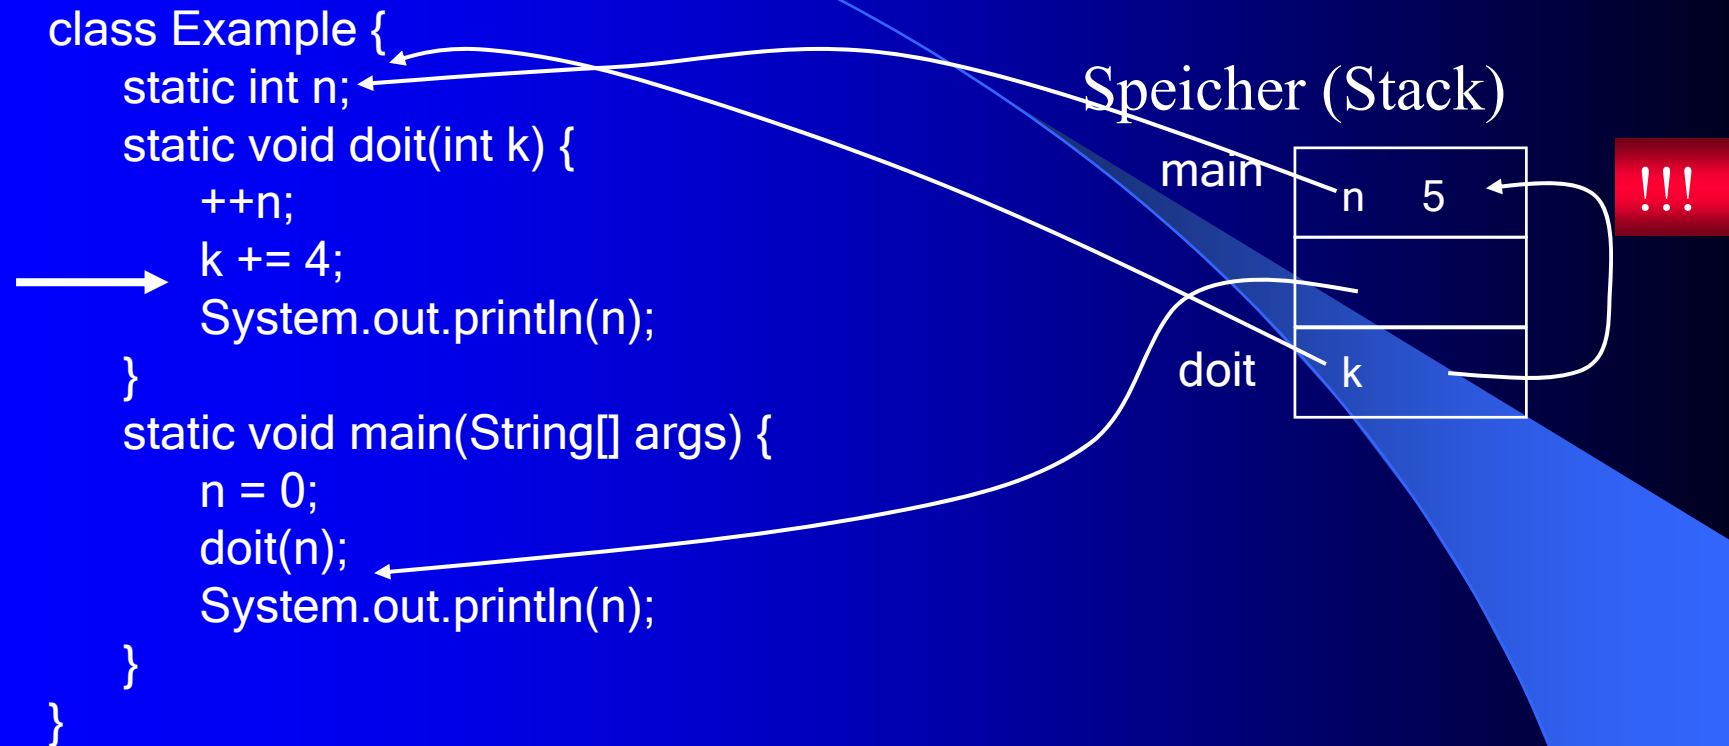 class Example {
static int n;
static void doit(int k) {
++n;
k += 4;
System.out.println(n);
}
static void main(String[] args) {
n = 0;
doit(n);
System.out.println(n);
}
}
Speicher (Stack)
main
n 5
!!!
doit
k